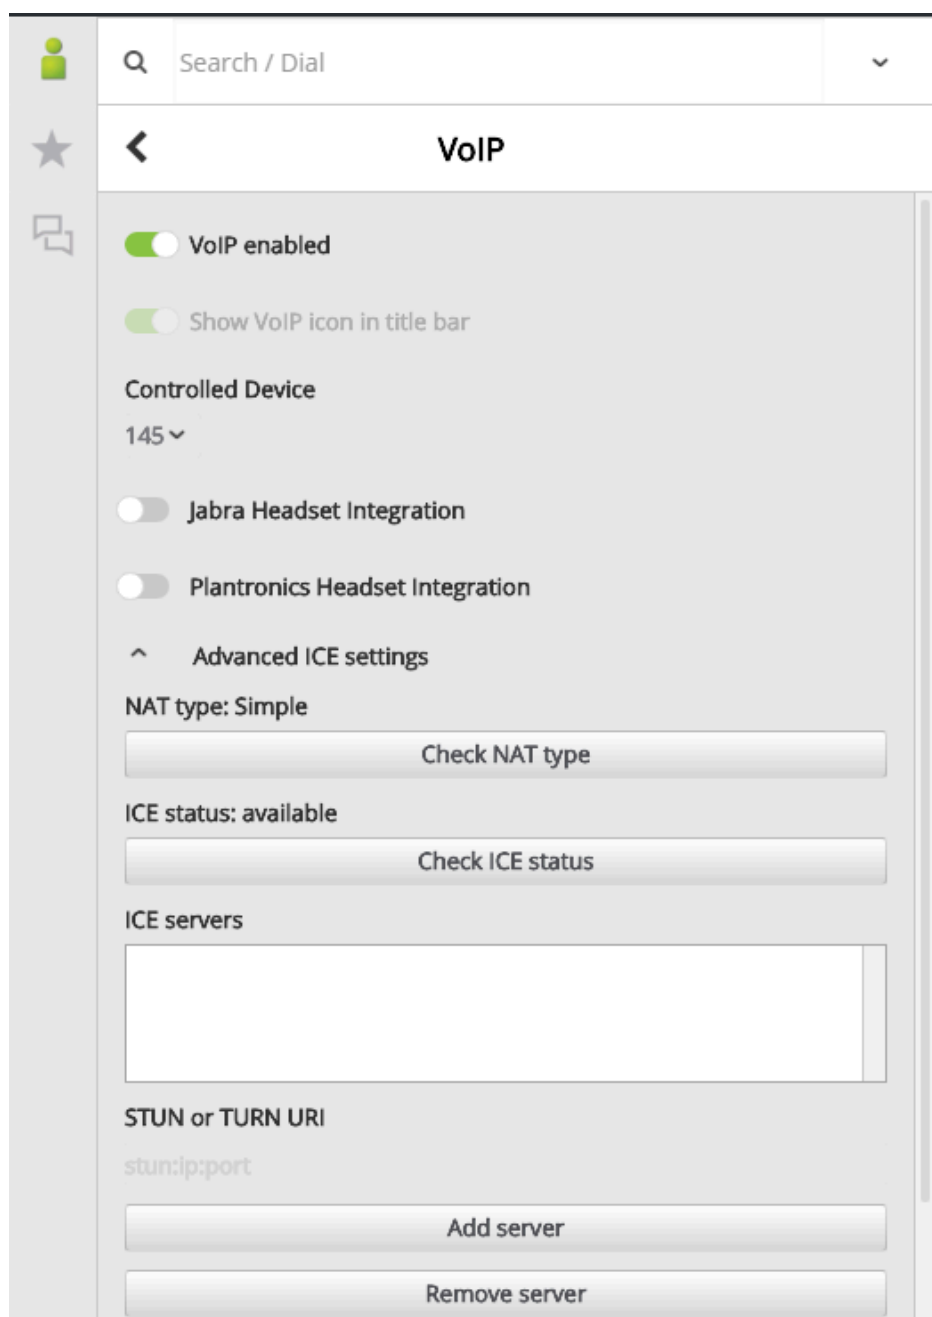 Search / Dial
VoIP
VoIP enabled
Show VoIP icon in title bar
Controlled Device
145
Jabra Headset Integration
Plantronics Headset Integration
Advanced ICE settings
NAT type: Simple
Check NAT type
ICE status: available
Check ICE status
ICE servers
STUN or TURN URI
stun:ip:port
Add server
Remove server